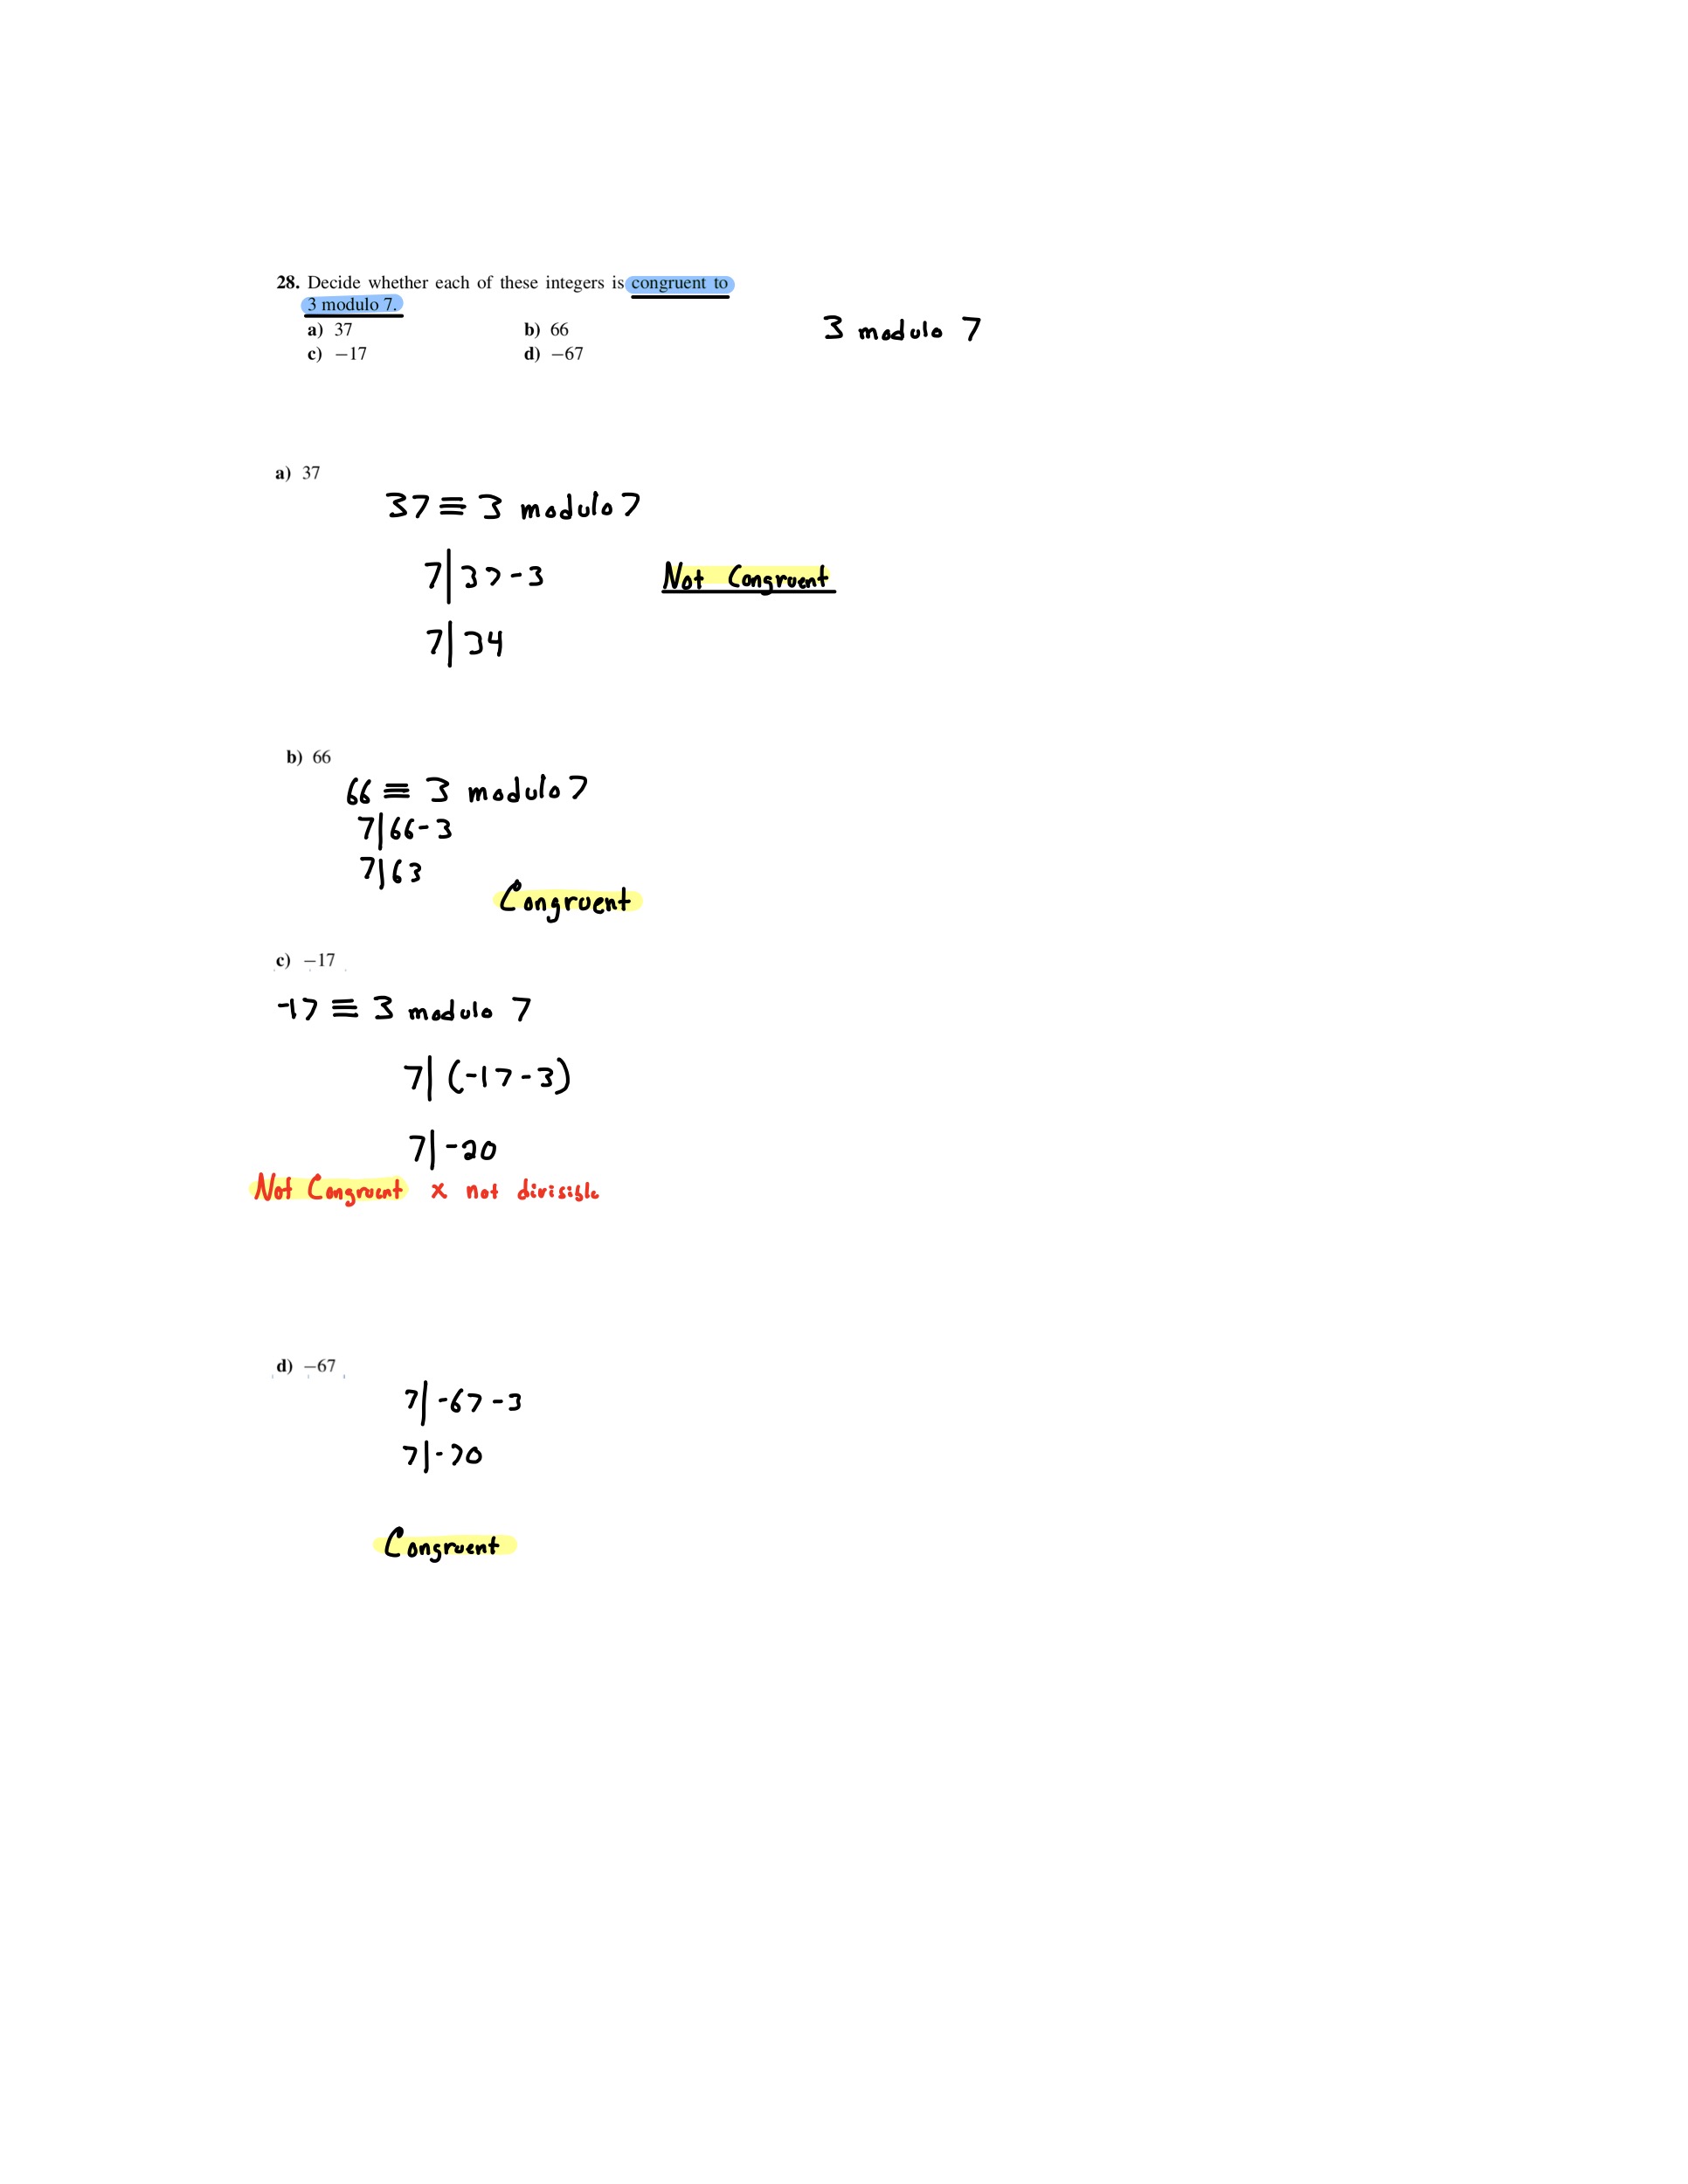 28. Decide whether each of these integers is congruent to
3 modulo 7.
a) 37 b) 66
c) −17 d) −67
3 modulo 7
a) 37
37 ≡ 3 modulo 7
7|37-3
Not Congruent
7|34
b) 66
66 ≡ 3 modulo 7
7|66-3
7|63
Congruent
c) −17
-17 ≡ 3 modulo 7
7|(-17-3)
7|-20
Not Congruent x not divisible
d) −67
7|-67-3
7|-70
Congruent